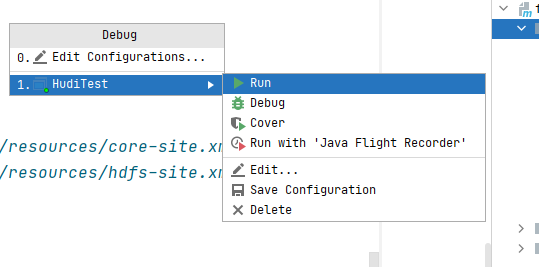 Debug
0. Edit Configurations...
1. HudiTest
Run
Debug
Cover
Run with 'Java Flight Recorder'
Edit...
Save Configuration
Delete
/resources/core-site.xm
/resources/hdfs-site.xm